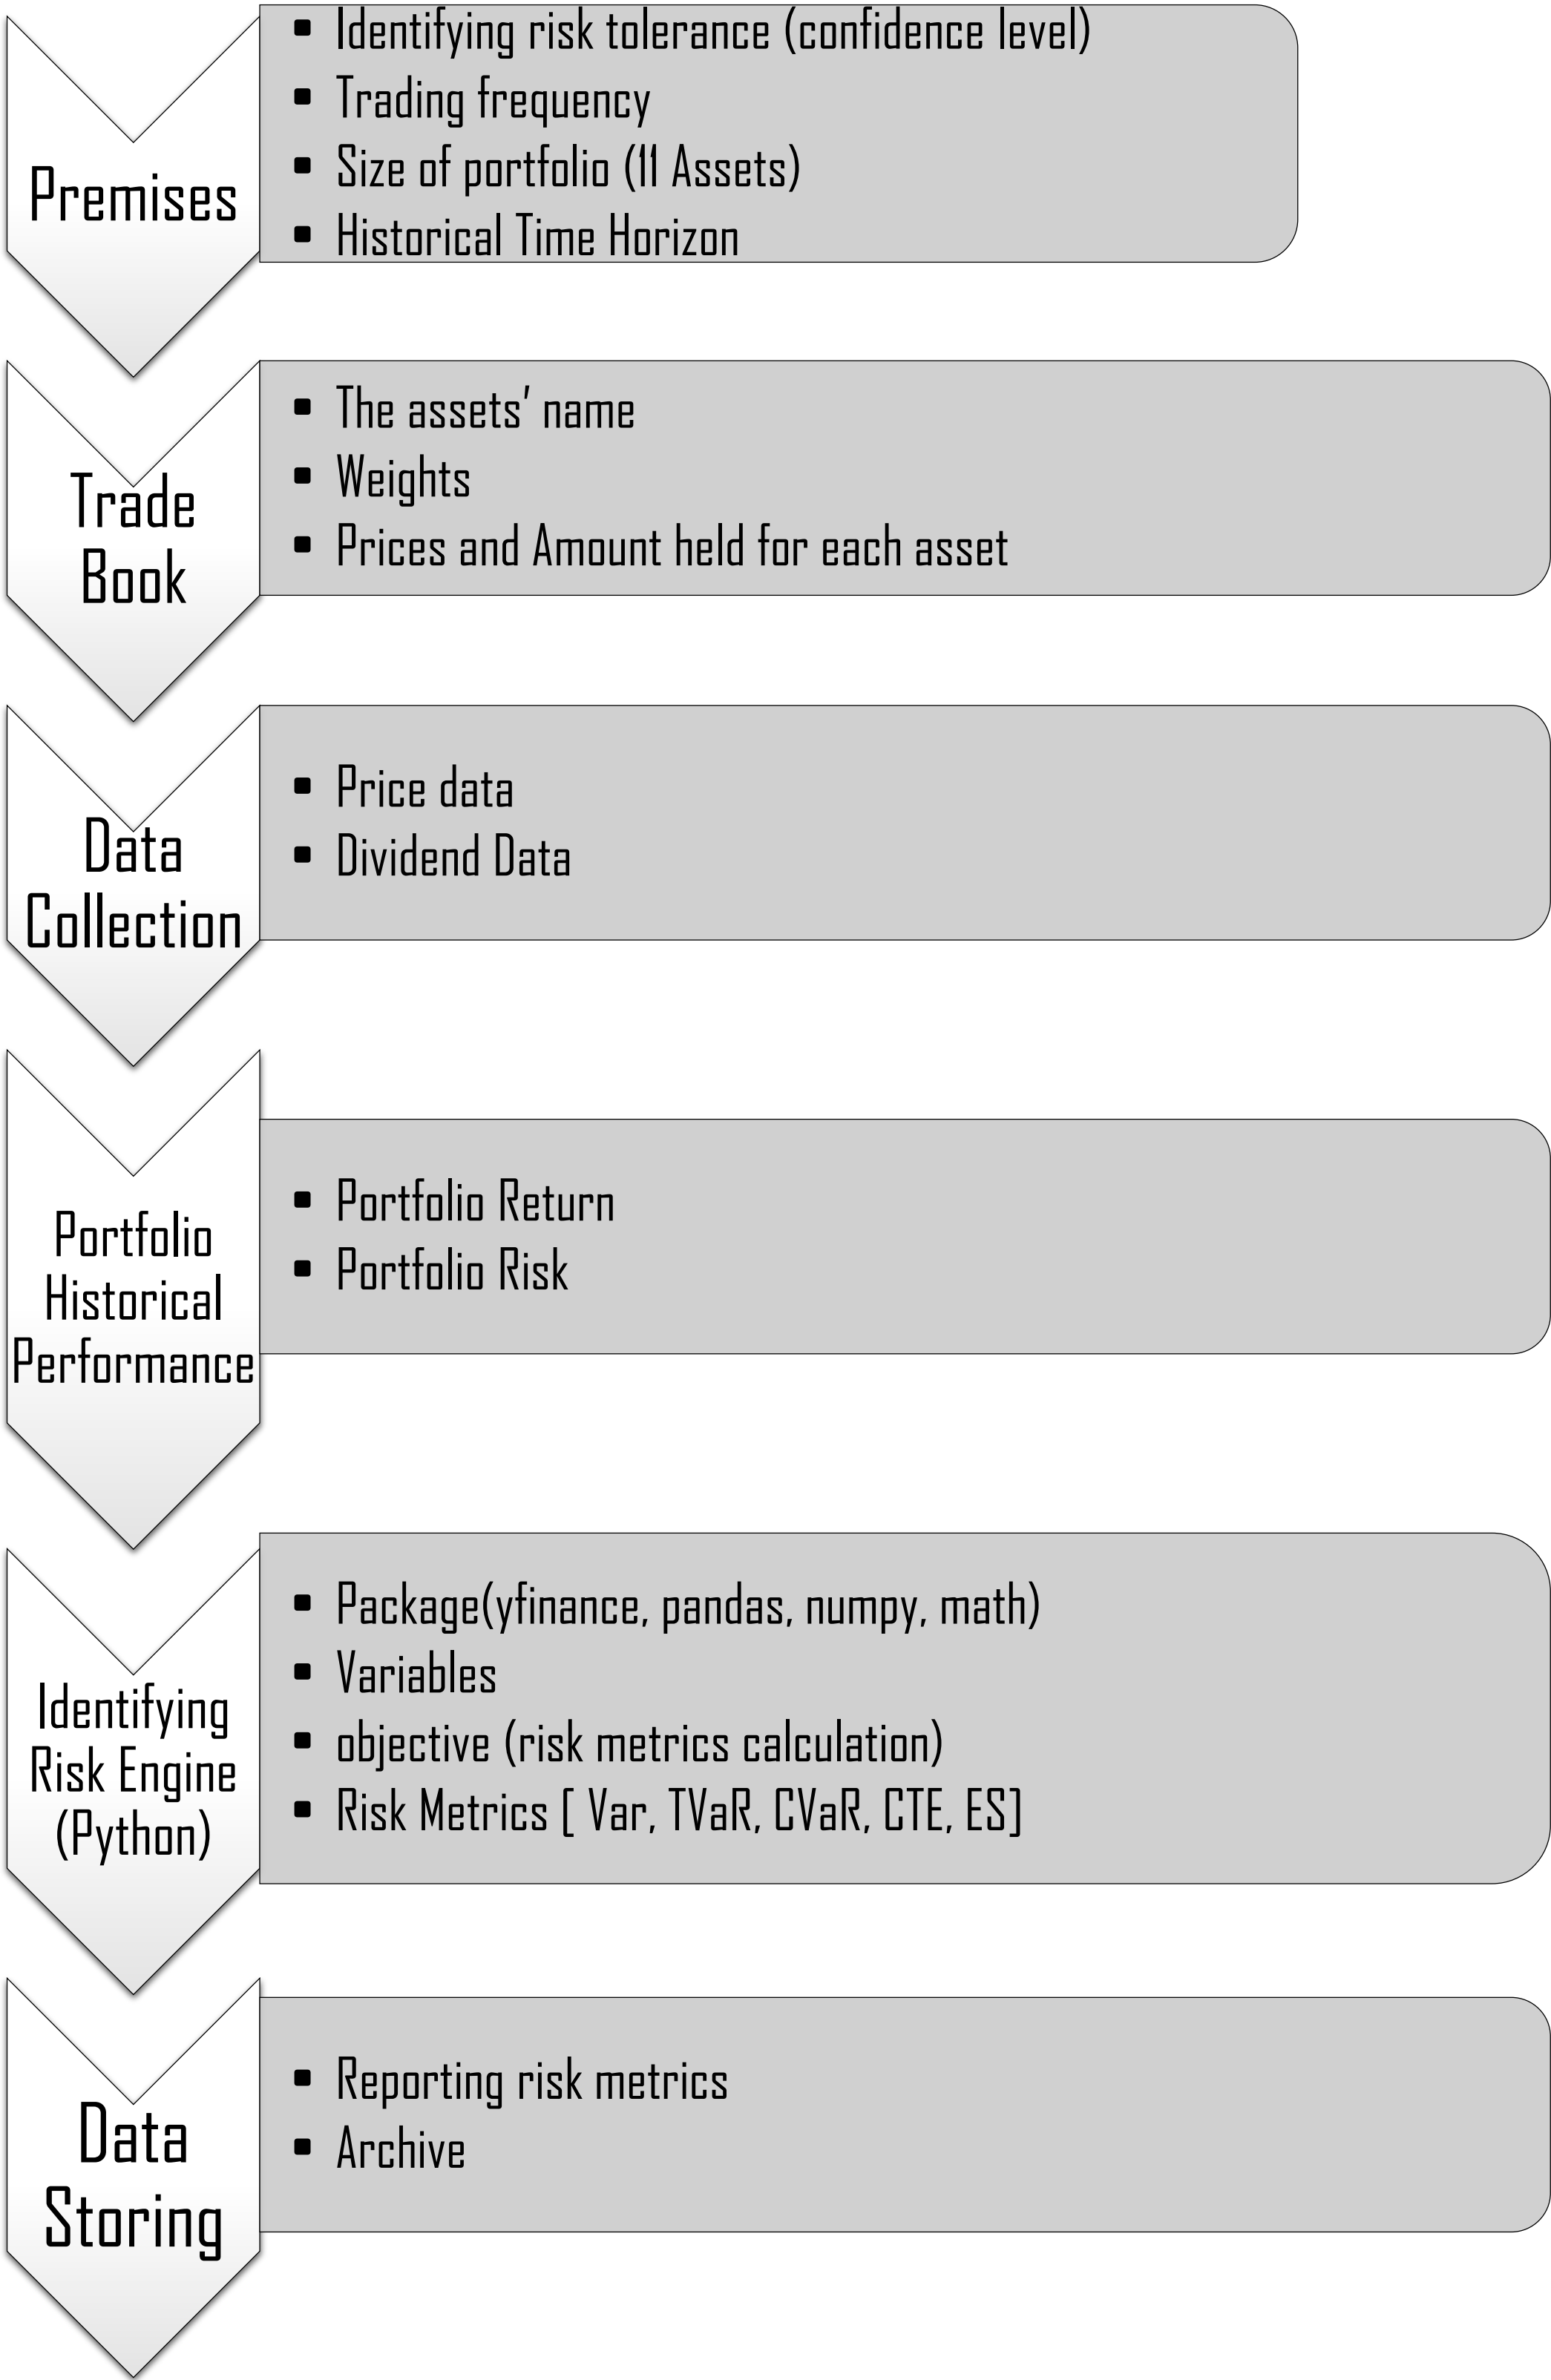 Premises
▪ Identifying risk tolerance (confidence level)
▪ Trading frequency
▪ Size of portfolio (11 Assets)
▪ Historical Time Horizon
Trade
Book
▪ The assets' name
▪ Weights
▪ Prices and Amount held for each asset
Data
Collection
▪ Price data
▪ Dividend Data
Portfolio
Historical
Performance
▪ Portfolio Return
▪ Portfolio Risk
Identifying
Risk Engine
(Python)
▪ Package(yfinance, pandas, numpy, math)
▪ Variables
▪ objective (risk metrics calculation)
▪ Risk Metrics [ Var, TVaR, CVaR, CTE, ES]
Data
Storing
▪ Reporting risk metrics
▪ Archive